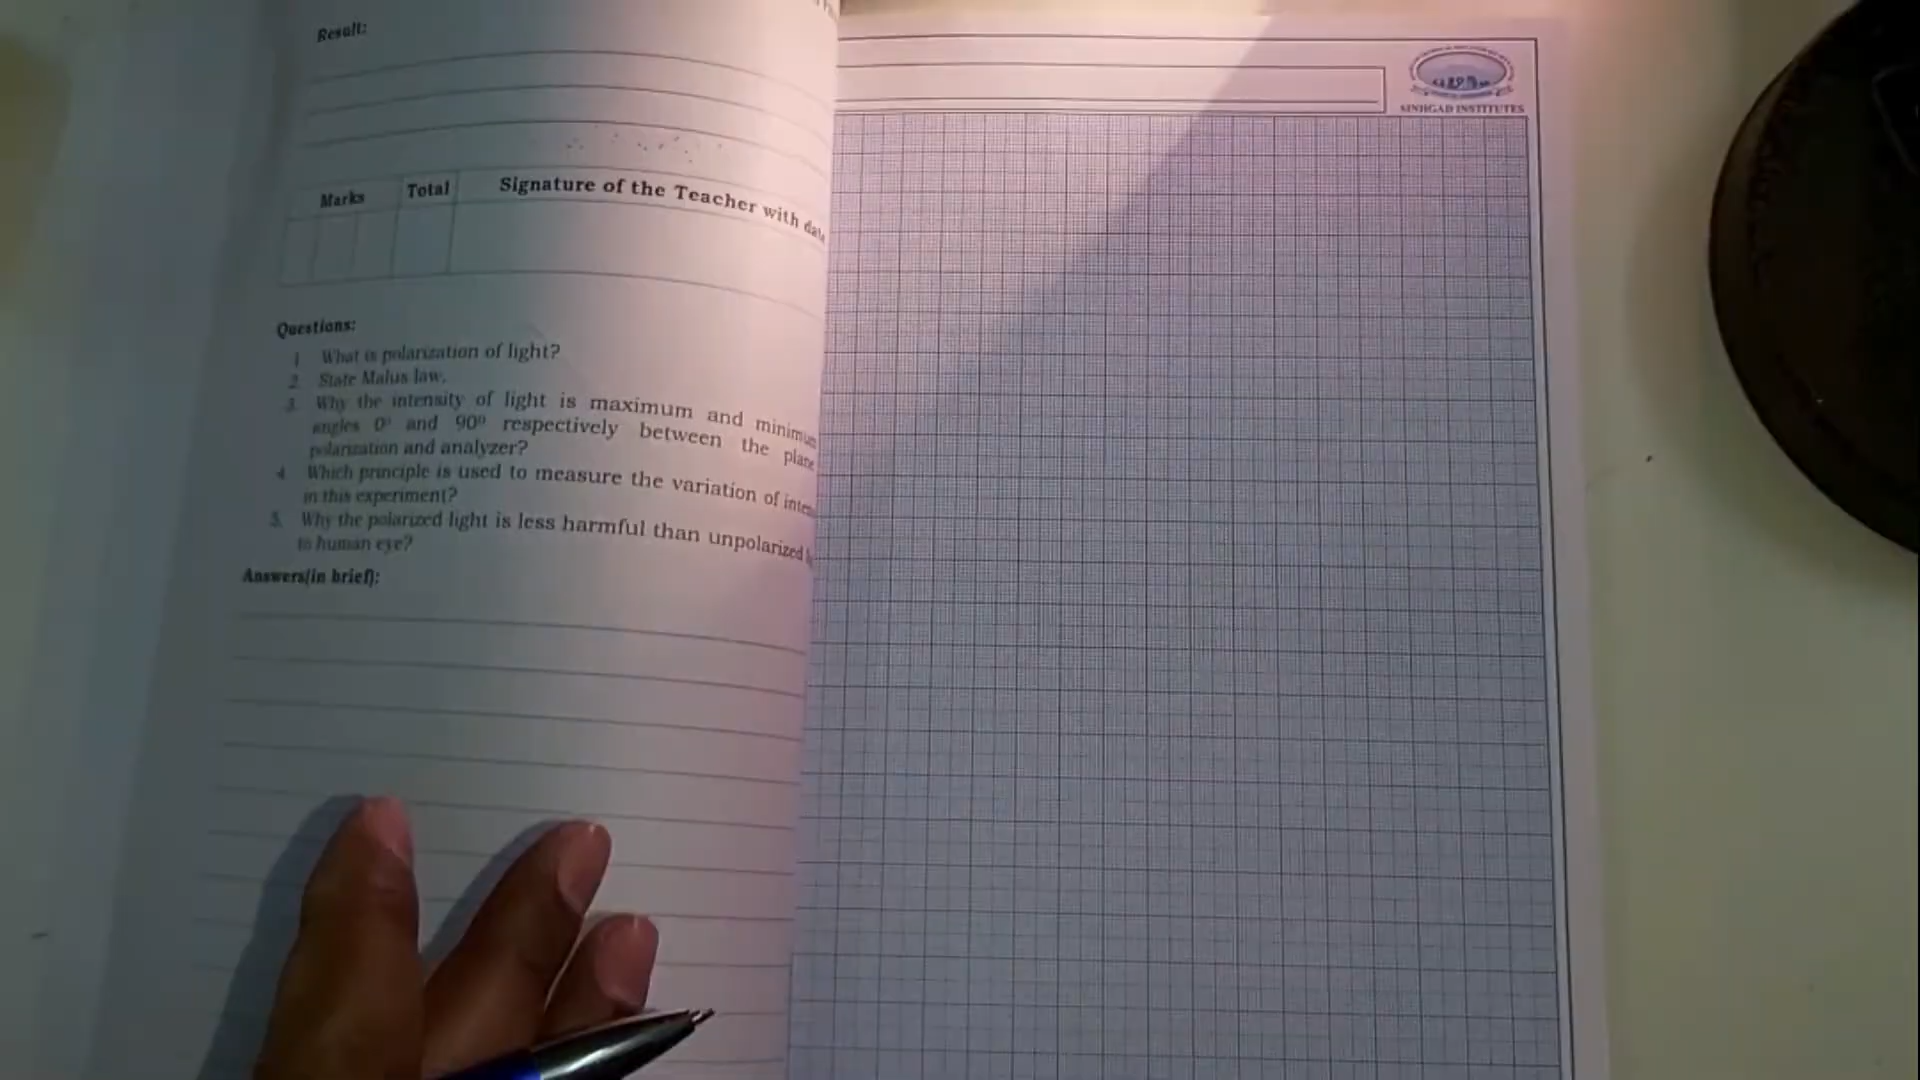 Result:
SINHGAD INSTITUTES
Marks Total Signature of the Teacher with date
Questions:
1 What is polarization of light?
2. State Malus law.
3. Why the intensity of light is maximum and minimum
angles 0° and 90° respectively between the plane
polarization and analyzer?
4. Which principle is used to measure the variation of
in this experiment?
5. Why the polarized light is less harmful than unpolarized
to human eye?
Answers(in brief):